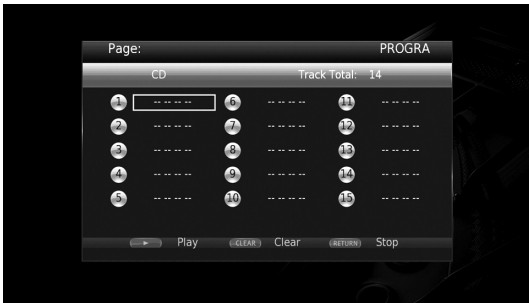 Page: PROGRA
CD Track Total: 14
1 -- -- -- -- 6 -- -- -- -- 11 -- -- -- --
2 -- -- -- -- 7 -- -- -- -- 12 -- -- -- --
3 -- -- -- -- 8 -- -- -- -- 13 -- -- -- --
4 -- -- -- -- 9 -- -- -- -- 14 -- -- -- --
5 -- -- -- -- 10 -- -- -- -- 15 -- -- -- --
Play CLEAR Clear RETURN Stop